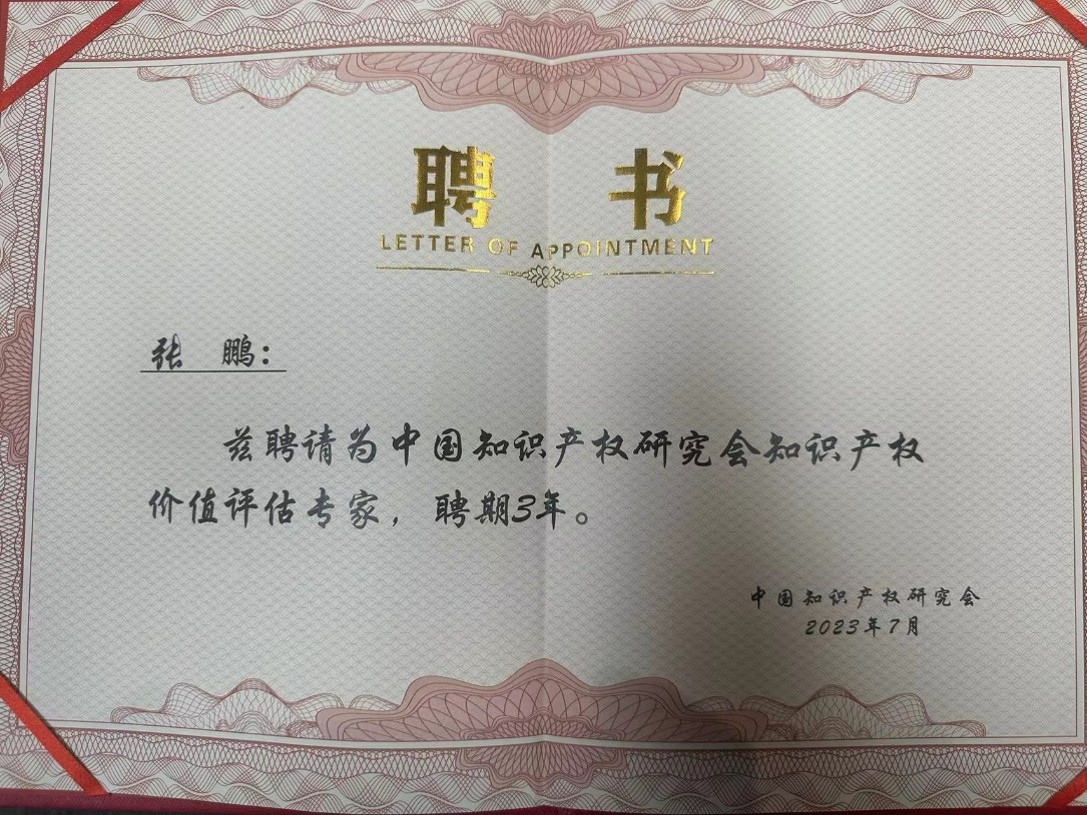 聘 书
LETTER OF APPOINTMENT
张 鹏：
兹聘请为中国知识产权研究会知识产权
价值评估专家，聘期3年。
中国知识产权研究会
2023年7月